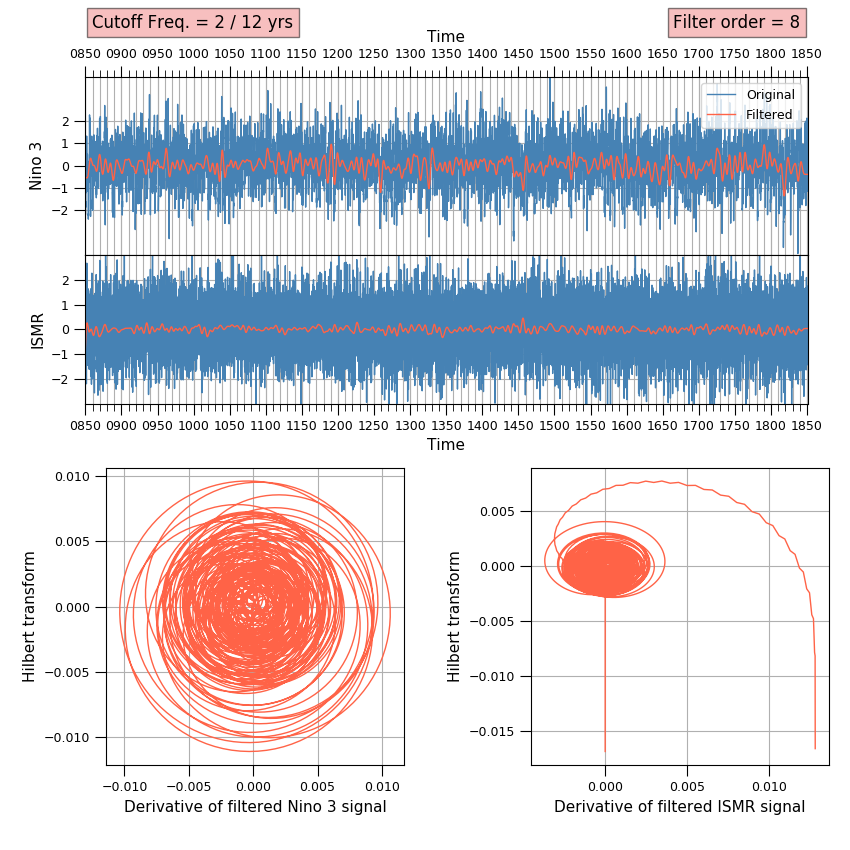 Cutoff Freq. = 2 / 12 yrs
Filter order = 8
Time
0850 0900 0950 1000 1050 1100 1150 1200 1250 1300 1350 1400 1450 1500 1550 1600 1650 1700 1750 1800 1850
Original
Filtered
Nino 3
2
1
0
−1
−2
ISMR
2
1
0
−1
−2
0850 0900 0950 1000 1050 1100 1150 1200 1250 1300 1350 1400 1450 1500 1550 1600 1650 1700 1750 1800 1850
Time
Hilbert transform
0.010
0.005
0.000
−0.005
−0.010
−0.010 −0.005 0.000 0.005 0.010
Derivative of filtered Nino 3 signal
Hilbert transform
0.005
0.000
−0.005
−0.010
−0.015
0.000 0.005 0.010
Derivative of filtered ISMR signal